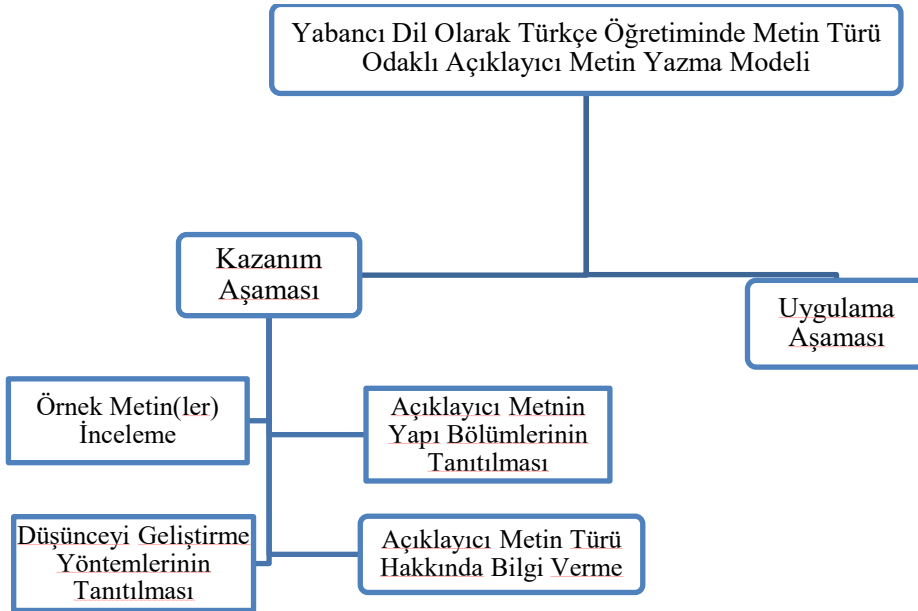 Yabancı Dil Olarak Türkçe Öğretiminde Metin Türü
Odaklı Açıklayıcı Metin Yazma Modeli
Kazanım
Aşaması
Uygulama
Aşaması
Örnek Metin(ler)
İnceleme
Açıklayıcı Metnin
Yapı Bölümlerinin
Tanıtılması
Düşünceyi Geliştirme
Yöntemlerinin
Tanıtılması
Açıklayıcı Metin Türü
Hakkında Bilgi Verme